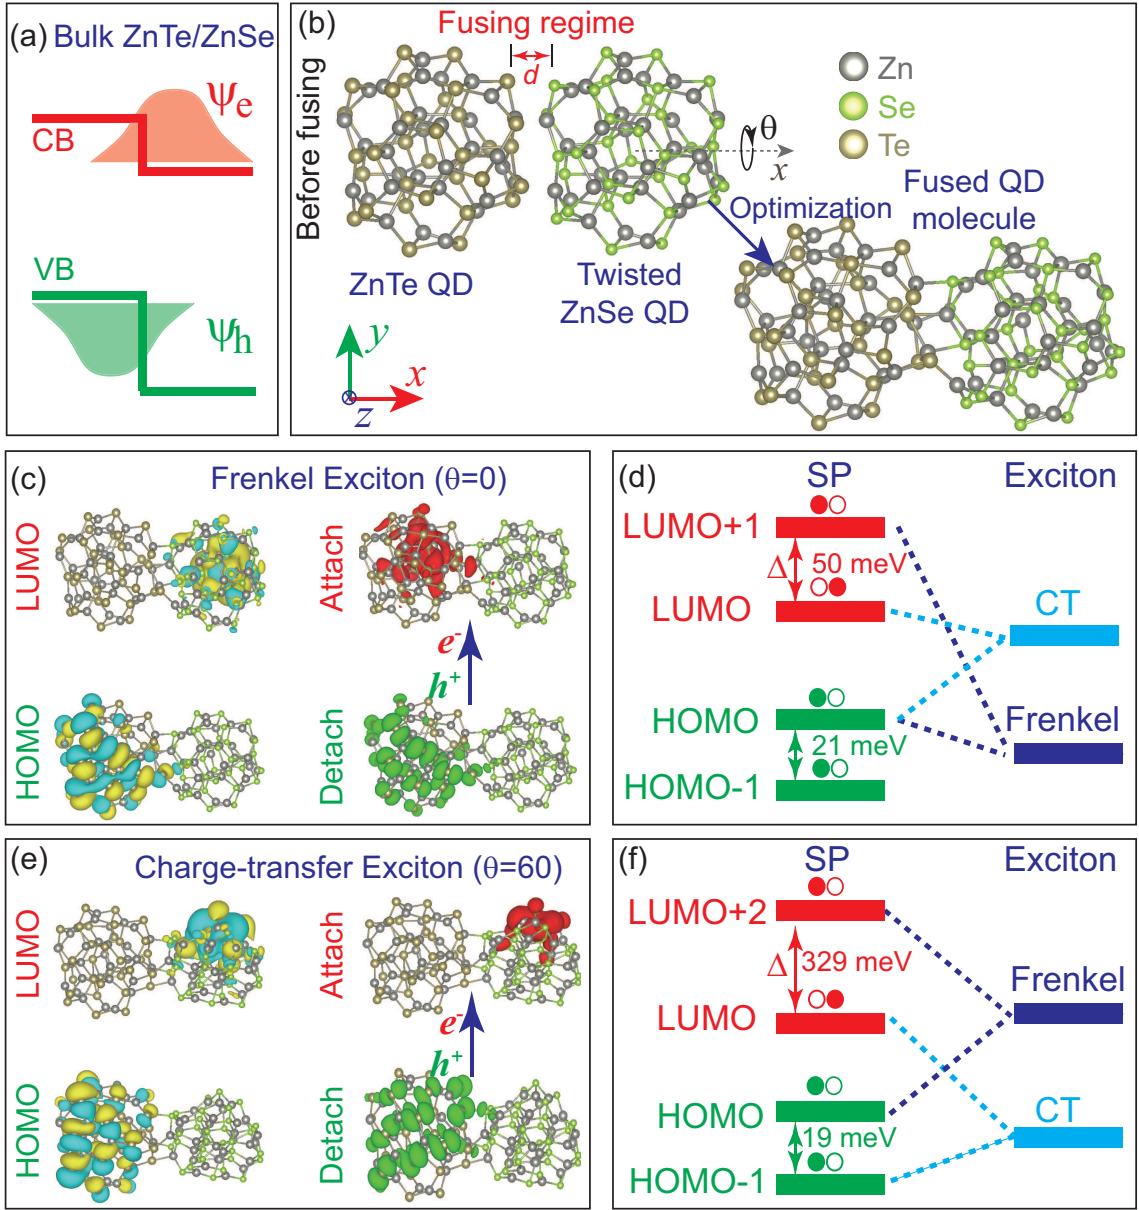 (a) Bulk ZnTe/ZnSe
ψe
CB
VB
ψh
(b)
Fusing regime
d
Before fusing
Zn
Se
Te
θ
x
ZnTe QD
Twisted
ZnSe QD
Optimization
Fused QD
molecule
y
x
z
(c)
Frenkel Exciton (θ=0)
LUMO
Attach
e-
h+
HOMO
Detach
(d)
SP
Exciton
LUMO+1
Δ
50 meV
LUMO
CT
HOMO
21 meV
Frenkel
HOMO-1
(e)
Charge-transfer Exciton (θ=60)
LUMO
Attach
e-
h+
HOMO
Detach
(f)
SP
Exciton
LUMO+2
Δ
329 meV
Frenkel
LUMO
HOMO
19 meV
CT
HOMO-1